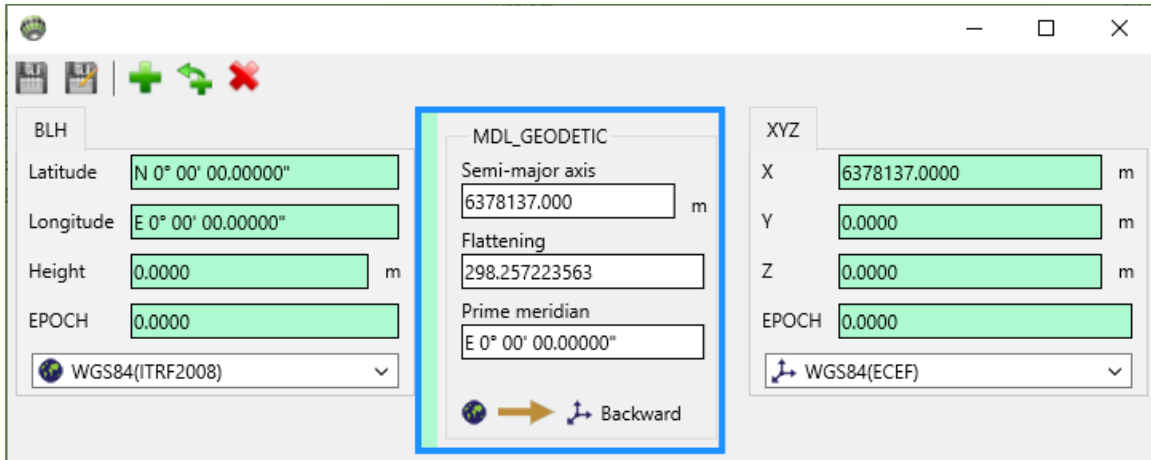 BLH
Latitude N 0° 00' 00.00000"
Longitude E 0° 00' 00.00000"
Height 0.0000 m
EPOCH 0.0000
WGS84(ITRF2008)
MDL_GEODETIC
Semi-major axis
6378137.000 m
Flattening
298.257223563
Prime meridian
E 0° 00' 00.00000"
Backward
XYZ
X 6378137.0000 m
Y 0.0000 m
Z 0.0000 m
EPOCH 0.0000
WGS84(ECEF)